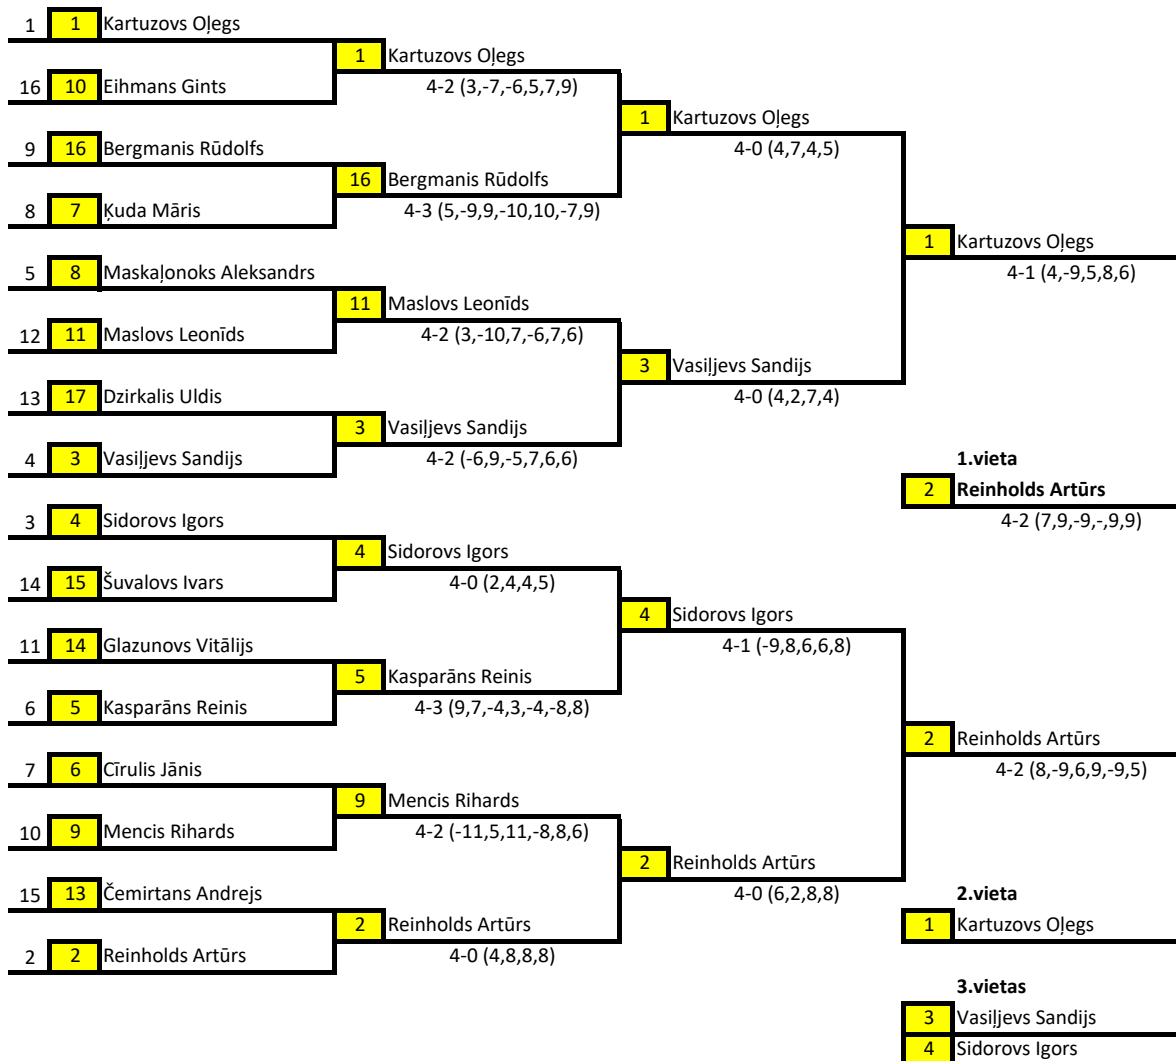 1 1 Kartuzovs Oļegs
1 Kartuzovs Oļegs
16 10 Eihmans Gints
4-2 (3,-7,-6,5,7,9)
1 Kartuzovs Oļegs
9 16 Bergmanis Rūdolfs
4-0 (4,7,4,5)
16 Bergmanis Rūdolfs
8 7 Ķuda Māris
4-3 (5,-9,9,-10,10,-7,9)
1 Kartuzovs Oļegs
5 8 Maskaļonoks Aleksandrs
4-1 (4,-9,5,8,6)
11 Maslovs Leonīds
12 11 Maslovs Leonīds
4-2 (3,-10,7,-6,7,6)
3 Vasiļjevs Sandijs
13 17 Dzirkalis Uldis
4-0 (4,2,7,4)
3 Vasiļjevs Sandijs
4 3 Vasiļjevs Sandijs
4-2 (-6,9,-5,7,6,6)
1.vieta
2 Reinholds Artūrs
3 4 Sidorovs Igors
4-2 (7,9,-9,-,9,9)
4 Sidorovs Igors
14 15 Šuvalovs Ivars
4-0 (2,4,4,5)
4 Sidorovs Igors
11 14 Glazunovs Vitālijs
4-1 (-9,8,6,6,8)
5 Kasparāns Reinis
6 5 Kasparāns Reinis
4-3 (9,7,-4,3,-4,-8,8)
2 Reinholds Artūrs
7 6 Cīrulis Jānis
4-2 (8,-9,6,9,-9,5)
9 Mencis Rihards
10 9 Mencis Rihards
4-2 (-11,5,11,-8,8,6)
2 Reinholds Artūrs
15 13 Čemirtans Andrejs
4-0 (6,2,8,8)
2.vieta
2 Reinholds Artūrs
1 Kartuzovs Oļegs
2 2 Reinholds Artūrs
4-0 (4,8,8,8)
3.vietas
3 Vasiļjevs Sandijs
4 Sidorovs Igors